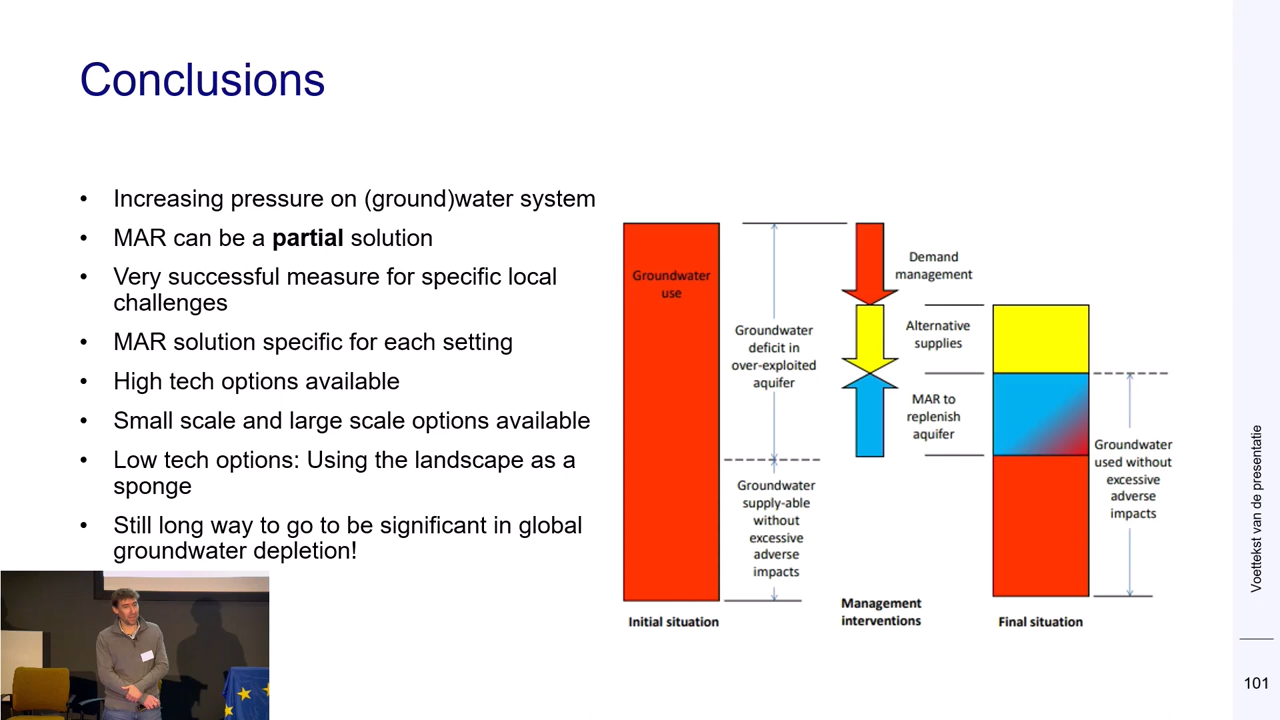 Conclusions
• Increasing pressure on (ground)water system
• MAR can be a partial solution
• Very successful measure for specific local
challenges
• MAR solution specific for each setting
• High tech options available
• Small scale and large scale options available
• Low tech options: Using the landscape as a
sponge
• Still long way to go to be significant in global
groundwater depletion!
Groundwater
use
Initial situation
Groundwater
deficit in
over-exploited
aquifer
Groundwater
supply-able
without
excessive
adverse
impacts
Demand
management
Alternative
supplies
MAR to
replenish
aquifer
Management
interventions
Groundwater
used without
excessive
adverse
impacts
Final situation
Voettekst van de presentatie
101